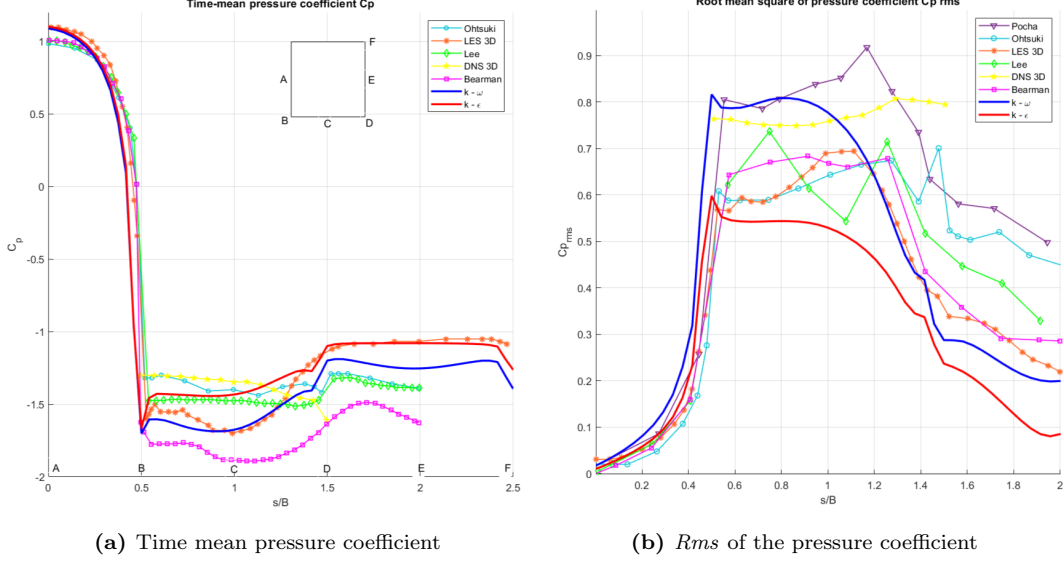 Time-mean pressure coefficient Cp
Ohtsuki
LES 3D
Lee
DNS 3D
Bearman
k - ω
k - ϵ
A
B
C
D
E
F
1
0.5
0
-0.5
-1
-1.5
-2
C_p
A
B
C
D
E
F
0
0.5
1
1.5
2
2.5
s/B
(a) Time mean pressure coefficient
Root mean square of pressure coefficient Cp rms
Pocha
Ohtsuki
LES 3D
Lee
DNS 3D
Bearman
k - ω
k - ϵ
0.9
0.8
0.7
0.6
0.5
0.4
0.3
0.2
0.1
0
Cp_rms
0.2
0.4
0.6
0.8
1
1.2
1.4
1.6
1.8
2
s/B
(b) Rms of the pressure coefficient